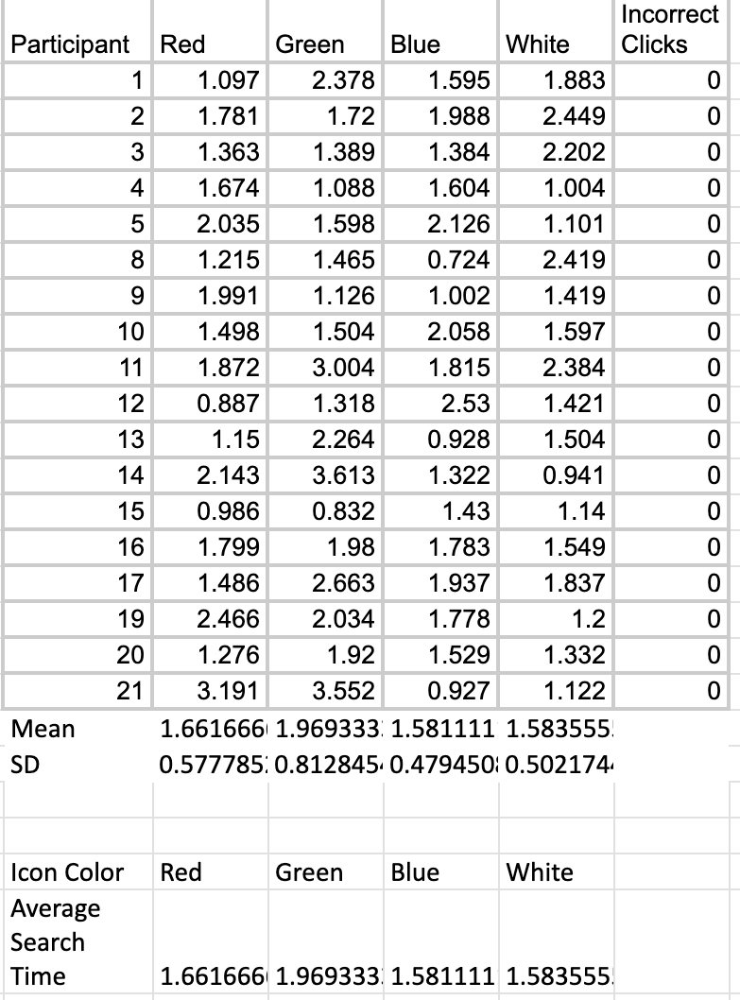 Participant Red Green Blue White Incorrect Clicks
1 1.097 2.378 1.595 1.883 0
2 1.781 1.72 1.988 2.449 0
3 1.363 1.389 1.384 2.202 0
4 1.674 1.088 1.604 1.004 0
5 2.035 1.598 2.126 1.101 0
8 1.215 1.465 0.724 2.419 0
9 1.991 1.126 1.002 1.419 0
10 1.498 1.504 2.058 1.597 0
11 1.872 3.004 1.815 2.384 0
12 0.887 1.318 2.53 1.421 0
13 1.15 2.264 0.928 1.504 0
14 2.143 3.613 1.322 0.941 0
15 0.986 0.832 1.43 1.14 0
16 1.799 1.98 1.783 1.549 0
17 1.486 2.663 1.937 1.837 0
19 2.466 2.034 1.778 1.2 0
20 1.276 1.92 1.529 1.332 0
21 3.191 3.552 0.927 1.122 0
Mean 1.661666 1.969333 1.581111 1.583555
SD 0.577785 0.812845 0.479450 0.502174
Icon Color Red Green Blue White
Average
Search
Time 1.661666 1.969333 1.581111 1.583555